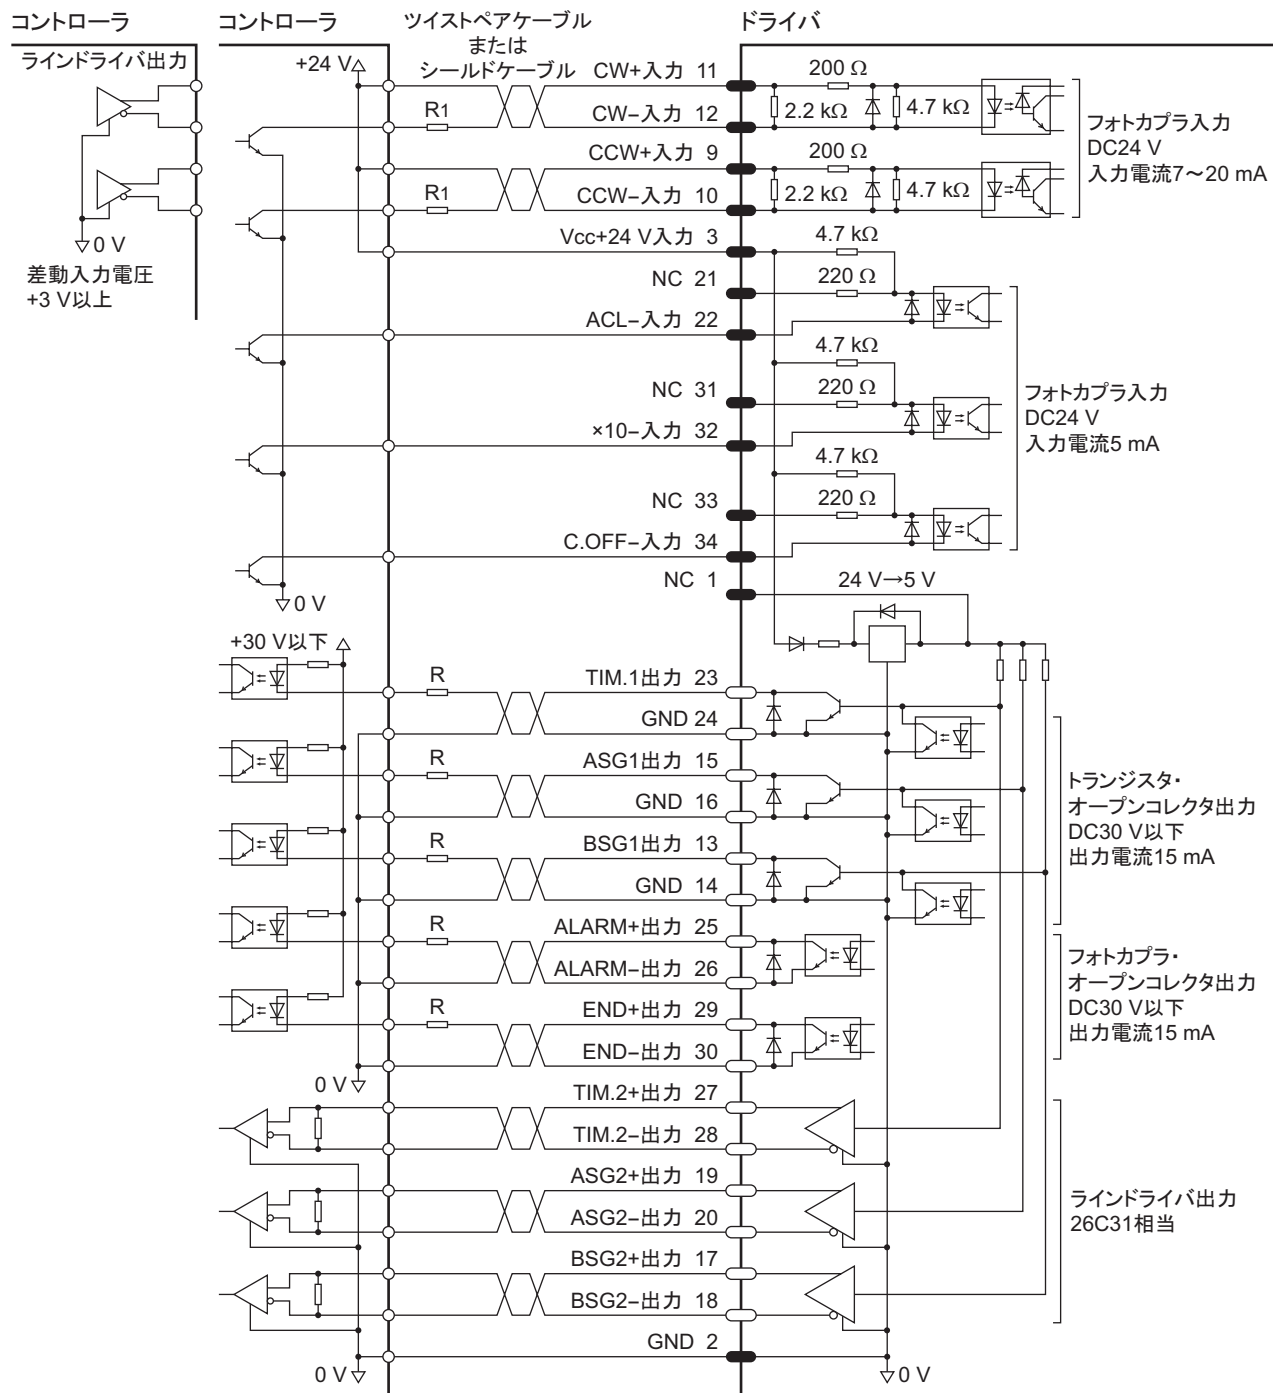 コントローラ
ラインドライバ出力
0 V
差動入力電圧
+3 V以上
コントローラ
+24 V
ツイストペアケーブル
または
シールドケーブル
ドライバ
CW+入力 11
200 Ω
R1
CW−入力 12
2.2 kΩ
4.7 kΩ
CCW+入力 9
200 Ω
R1
CCW−入力 10
2.2 kΩ
4.7 kΩ
フォトカプラ入力
DC24 V
入力電流7～20 mA
Vcc+24 V入力 3
4.7 kΩ
NC 21
220 Ω
ACL−入力 22
4.7 kΩ
NC 31
220 Ω
×10−入力 32
4.7 kΩ
NC 33
220 Ω
C.OFF−入力 34
フォトカプラ入力
DC24 V
入力電流5 mA
NC 1
24 V→5 V
0 V
+30 V以下
R
TIM.1出力 23
GND 24
R
ASG1出力 15
GND 16
R
BSG1出力 13
GND 14
トランジスタ・
オープンコレクタ出力
DC30 V以下
出力電流15 mA
R
ALARM+出力 25
ALARM−出力 26
R
END+出力 29
END−出力 30
フォトカプラ・
オープンコレクタ出力
DC30 V以下
出力電流15 mA
0 V
TIM.2+出力 27
TIM.2−出力 28
ASG2+出力 19
ASG2−出力 20
BSG2+出力 17
BSG2−出力 18
ラインドライバ出力
26C31相当
GND 2
0 V
0 V